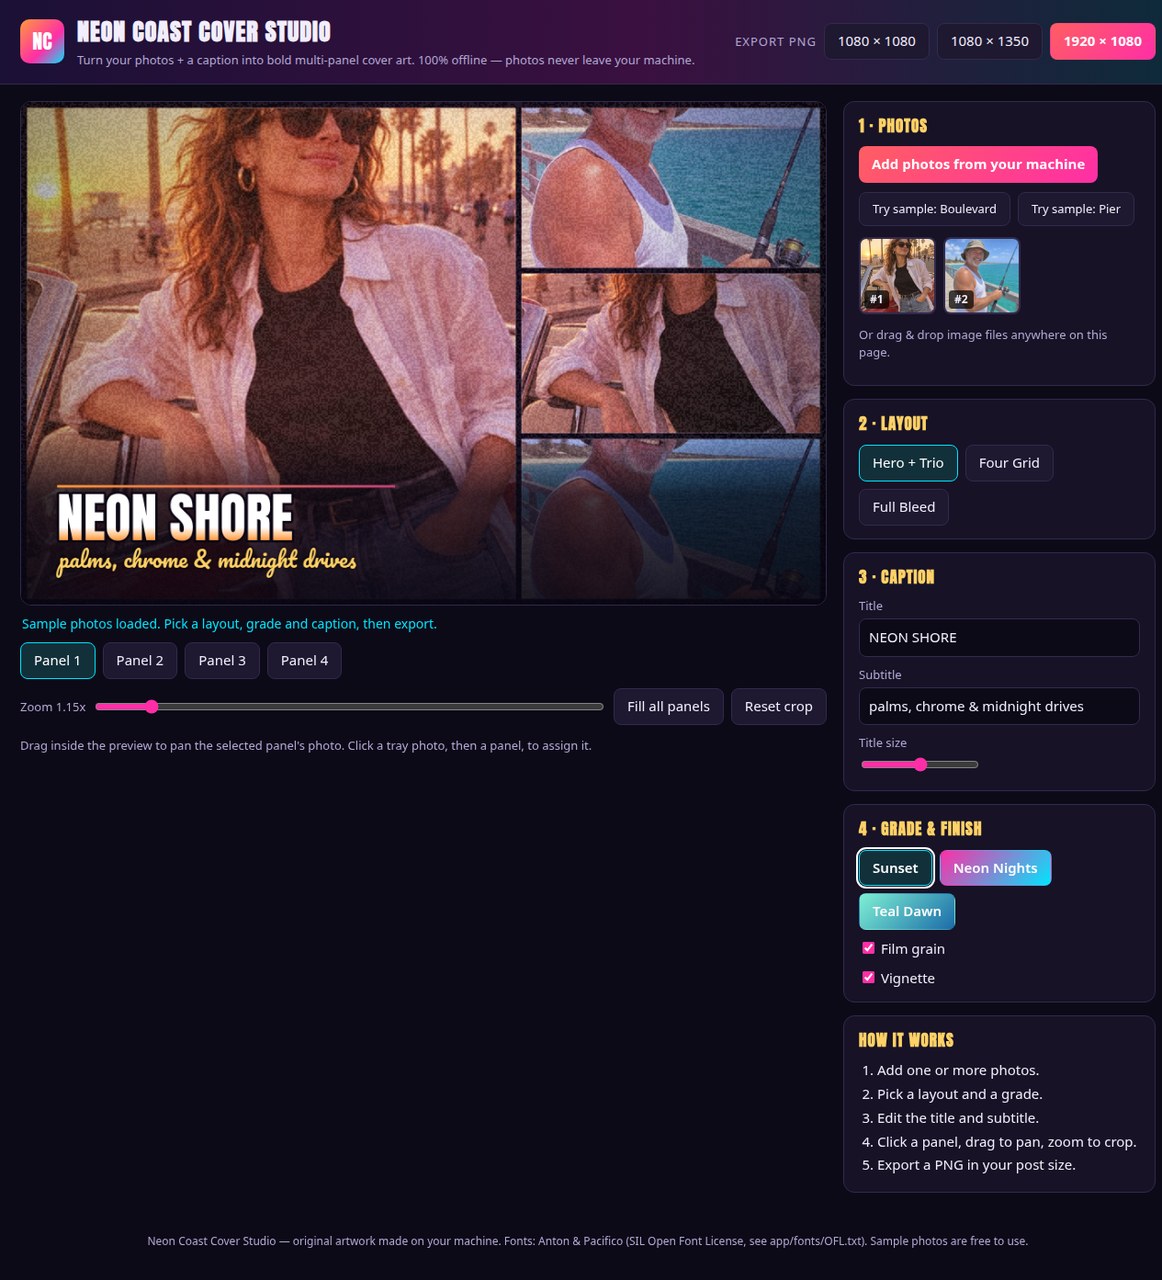 NC
NEON COAST COVER STUDIO
Turn your photos + a caption into bold multi-panel cover art. 100% offline — photos never leave your machine.
EXPORT PNG
1080 × 1080
1080 × 1350
1920 × 1080
NEON SHORE
palms, chrome & midnight drives
Sample photos loaded. Pick a layout, grade and caption, then export.
Panel 1
Panel 2
Panel 3
Panel 4
Zoom 1.15x
Fill all panels
Reset crop
Drag inside the preview to pan the selected panel's photo. Click a tray photo, then a panel, to assign it.
1 · PHOTOS
Add photos from your machine
Try sample: Boulevard
Try sample: Pier
#1
#2
Or drag & drop image files anywhere on this
page.
2 · LAYOUT
Hero + Trio
Four Grid
Full Bleed
3 · CAPTION
Title
NEON SHORE
Subtitle
palms, chrome & midnight drives
Title size
4 · GRADE & FINISH
Sunset
Neon Nights
Teal Dawn
Film grain
Vignette
HOW IT WORKS
1. Add one or more photos.
2. Pick a layout and a grade.
3. Edit the title and subtitle.
4. Click a panel, drag to pan, zoom to crop.
5. Export a PNG in your post size.
Neon Coast Cover Studio — original artwork made on your machine. Fonts: Anton & Pacifico (SIL Open Font License, see app/fonts/OFL.txt). Sample photos are free to use.